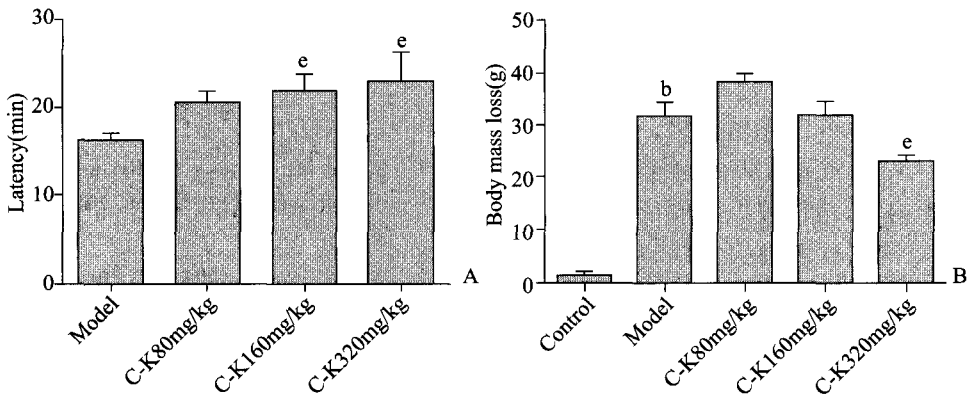 30
20
10
0
Latency(min)
e
e
Model
C-K80mg/kg
C-K160mg/kg
C-K320mg/kg
A
50
40
30
20
10
0
Body mass loss(g)
b
e
Control
Model
C-K80mg/kg
C-K160mg/kg
C-K320mg/kg
B